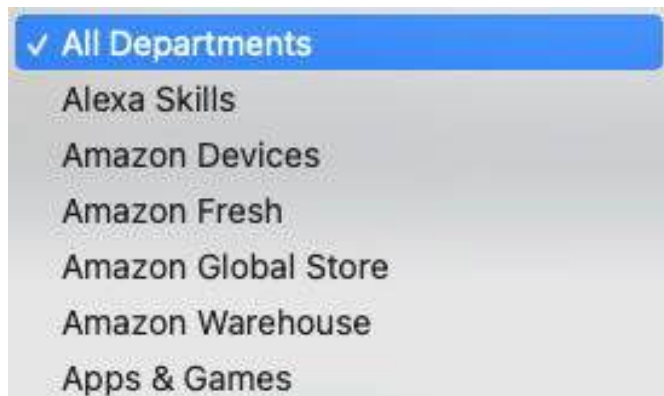 ✓ All Departments
Alexa Skills
Amazon Devices
Amazon Fresh
Amazon Global Store
Amazon Warehouse
Apps & Games